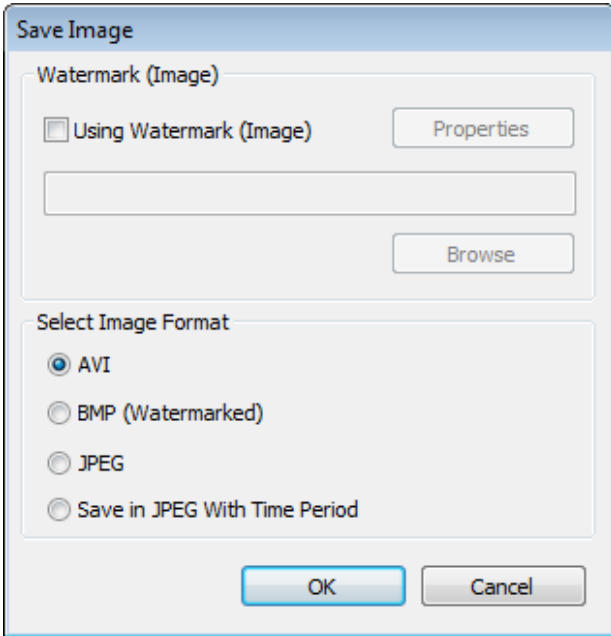 Save Image
Watermark (Image)
Using Watermark (Image)
Properties
Browse
Select Image Format
AVI
BMP (Watermarked)
JPEG
Save in JPEG With Time Period
OK
Cancel